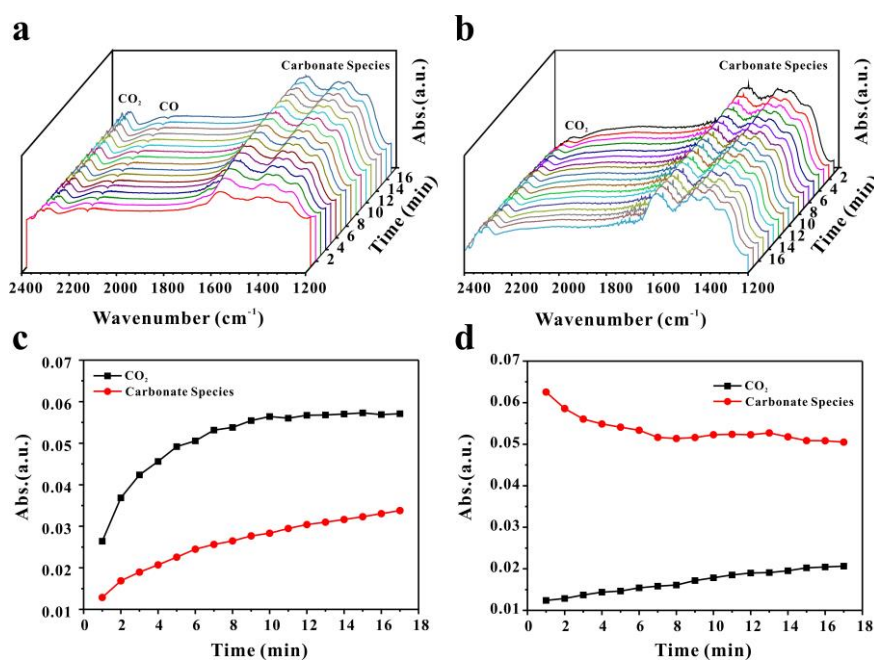 a
Carbonate Species
CO₂
CO
Abs.(a.u.)
16
14
12
10
8
6
4
2
Time (min)
2400 2200 2000 1800 1600 1400 1200
Wavenumber (cm⁻¹)
b
Carbonate Species
CO₂
Abs.(a.u.)
2
4
6
8
10
12
14
16
Time (min)
2400 2200 2000 1800 1600 1400 1200
Wavenumber (cm⁻¹)
c
0.07
0.06
0.05
0.04
0.03
0.02
0.01
Abs.(a.u.)
CO₂
Carbonate Species
0 2 4 6 8 10 12 14 16 18
Time (min)
d
0.07
0.06
0.05
0.04
0.03
0.02
0.01
Abs.(a.u.)
CO₂
Carbonate Species
0 2 4 6 8 10 12 14 16 18
Time (min)